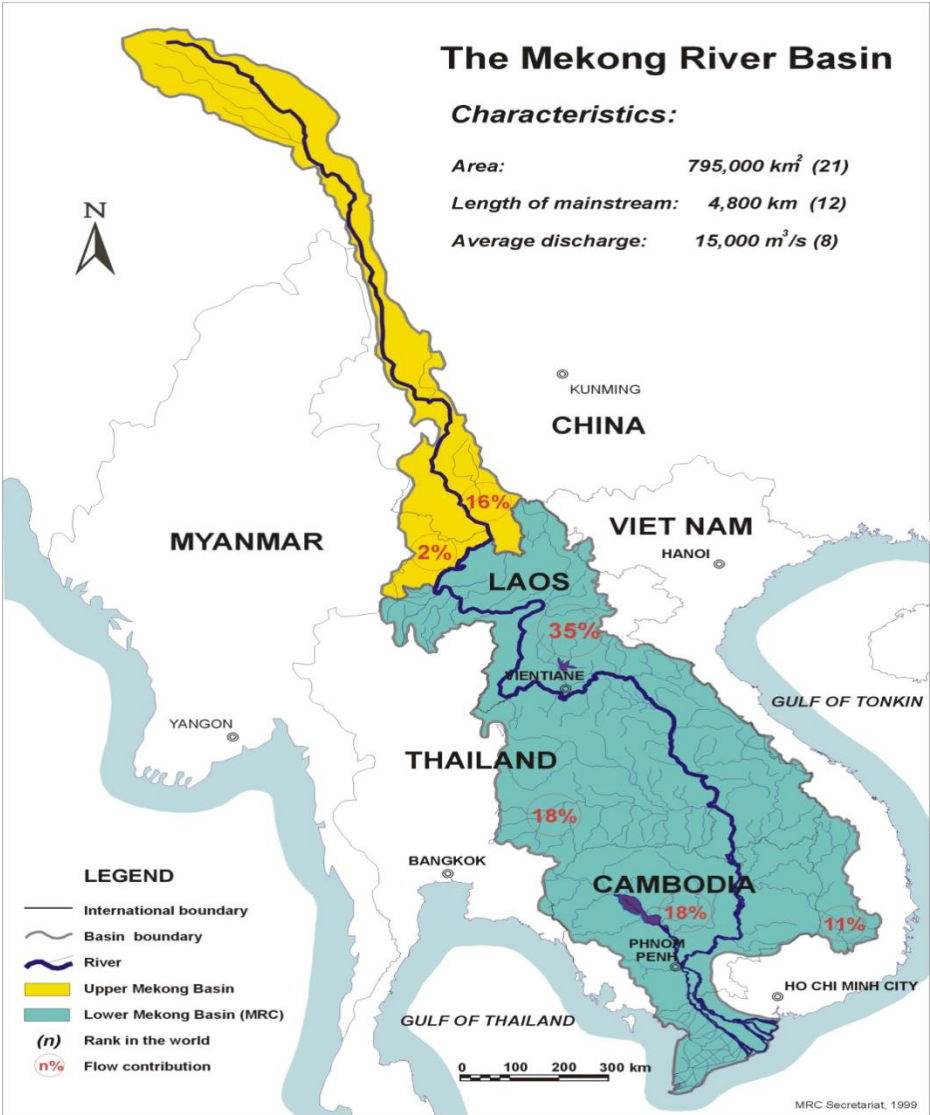 The Mekong River Basin
Characteristics:
Area: 795,000 km² (21)
Length of mainstream: 4,800 km (12)
Average discharge: 15,000 m³/s (8)
N
KUNMING
CHINA
16%
VIET NAM
MYANMAR
2%
HANOI
LAOS
35%
VIENTIANE
GULF OF TONKIN
YANGON
THAILAND
18%
BANGKOK
CAMBODIA
18%
11%
PHNOM
PENH
HO CHI MINH CITY
GULF OF THAILAND
LEGEND
International boundary
Basin boundary
River
Upper Mekong Basin
Lower Mekong Basin (MRC)
(n) Rank in the world
n% Flow contribution
0 100 200 300 km
MRC Secretariat, 1999